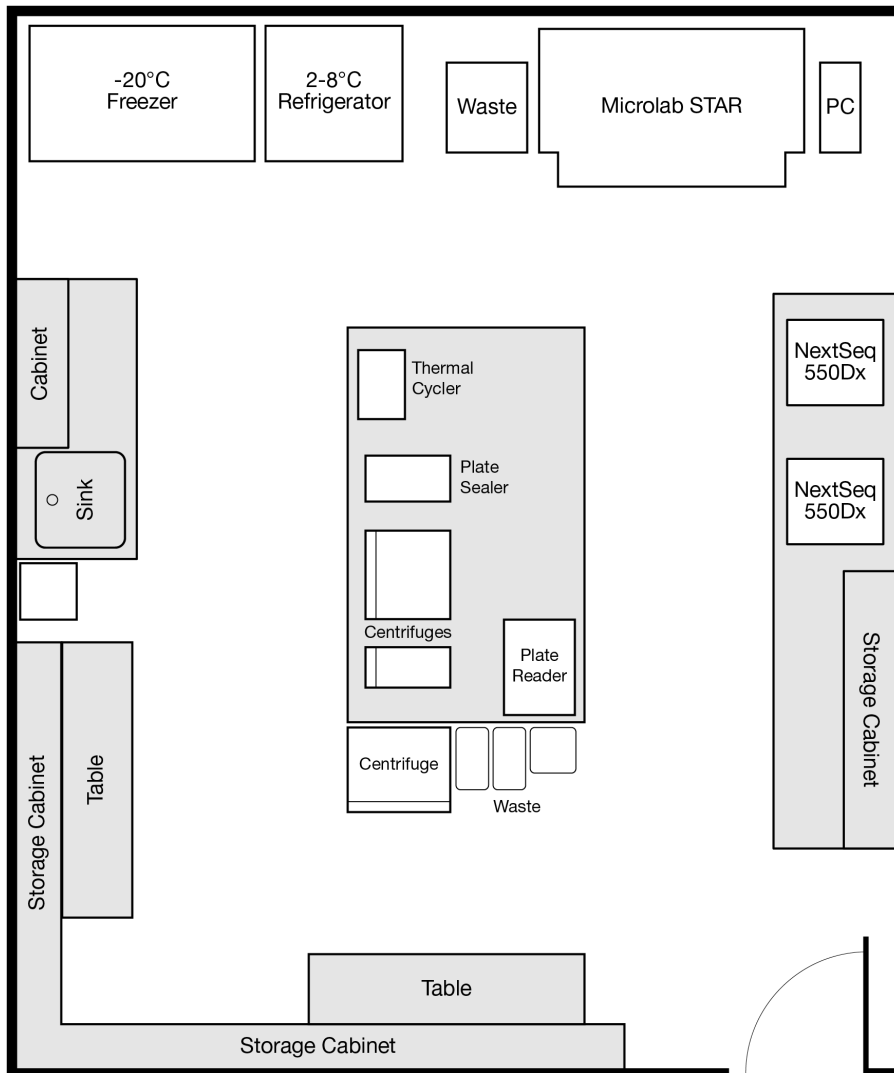 -20°C
Freezer
2-8°C
Refrigerator
Waste
Microlab STAR
PC
Cabinet
Sink
Thermal
Cycler
Plate
Sealer
NextSeq
550Dx
NextSeq
550Dx
Centrifuges
Plate
Reader
Storage Cabinet
Storage Cabinet
Table
Centrifuge
Waste
Table
Storage Cabinet